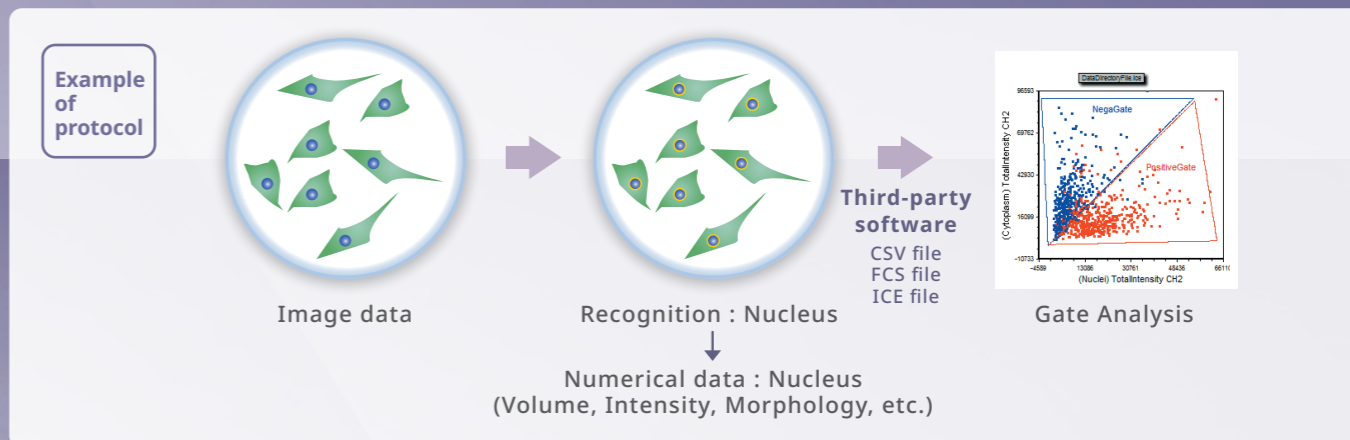 Example
of
protocol
Image data
Recognition : Nucleus
Numerical data : Nucleus
(Volume, Intensity, Morphology, etc.)
Third-party
software
CSV file
FCS file
ICE file
DataDirectoryFile.ice
(Cytoplasm) TotalIntensity CH2
96593
69762
42930
16099
-10733
NegaGate
PositiveGate
-4559
13086
30761
48436
(Nuclei) TotalIntensity CH2
Gate Analysis